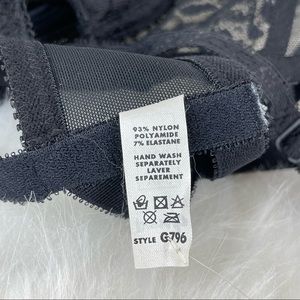 93% NYLON
POLYAMIDE
7% ELASTANE
HAND WASH
SEPARATELY
LAVER
SEPAREMENT
STYLE G796